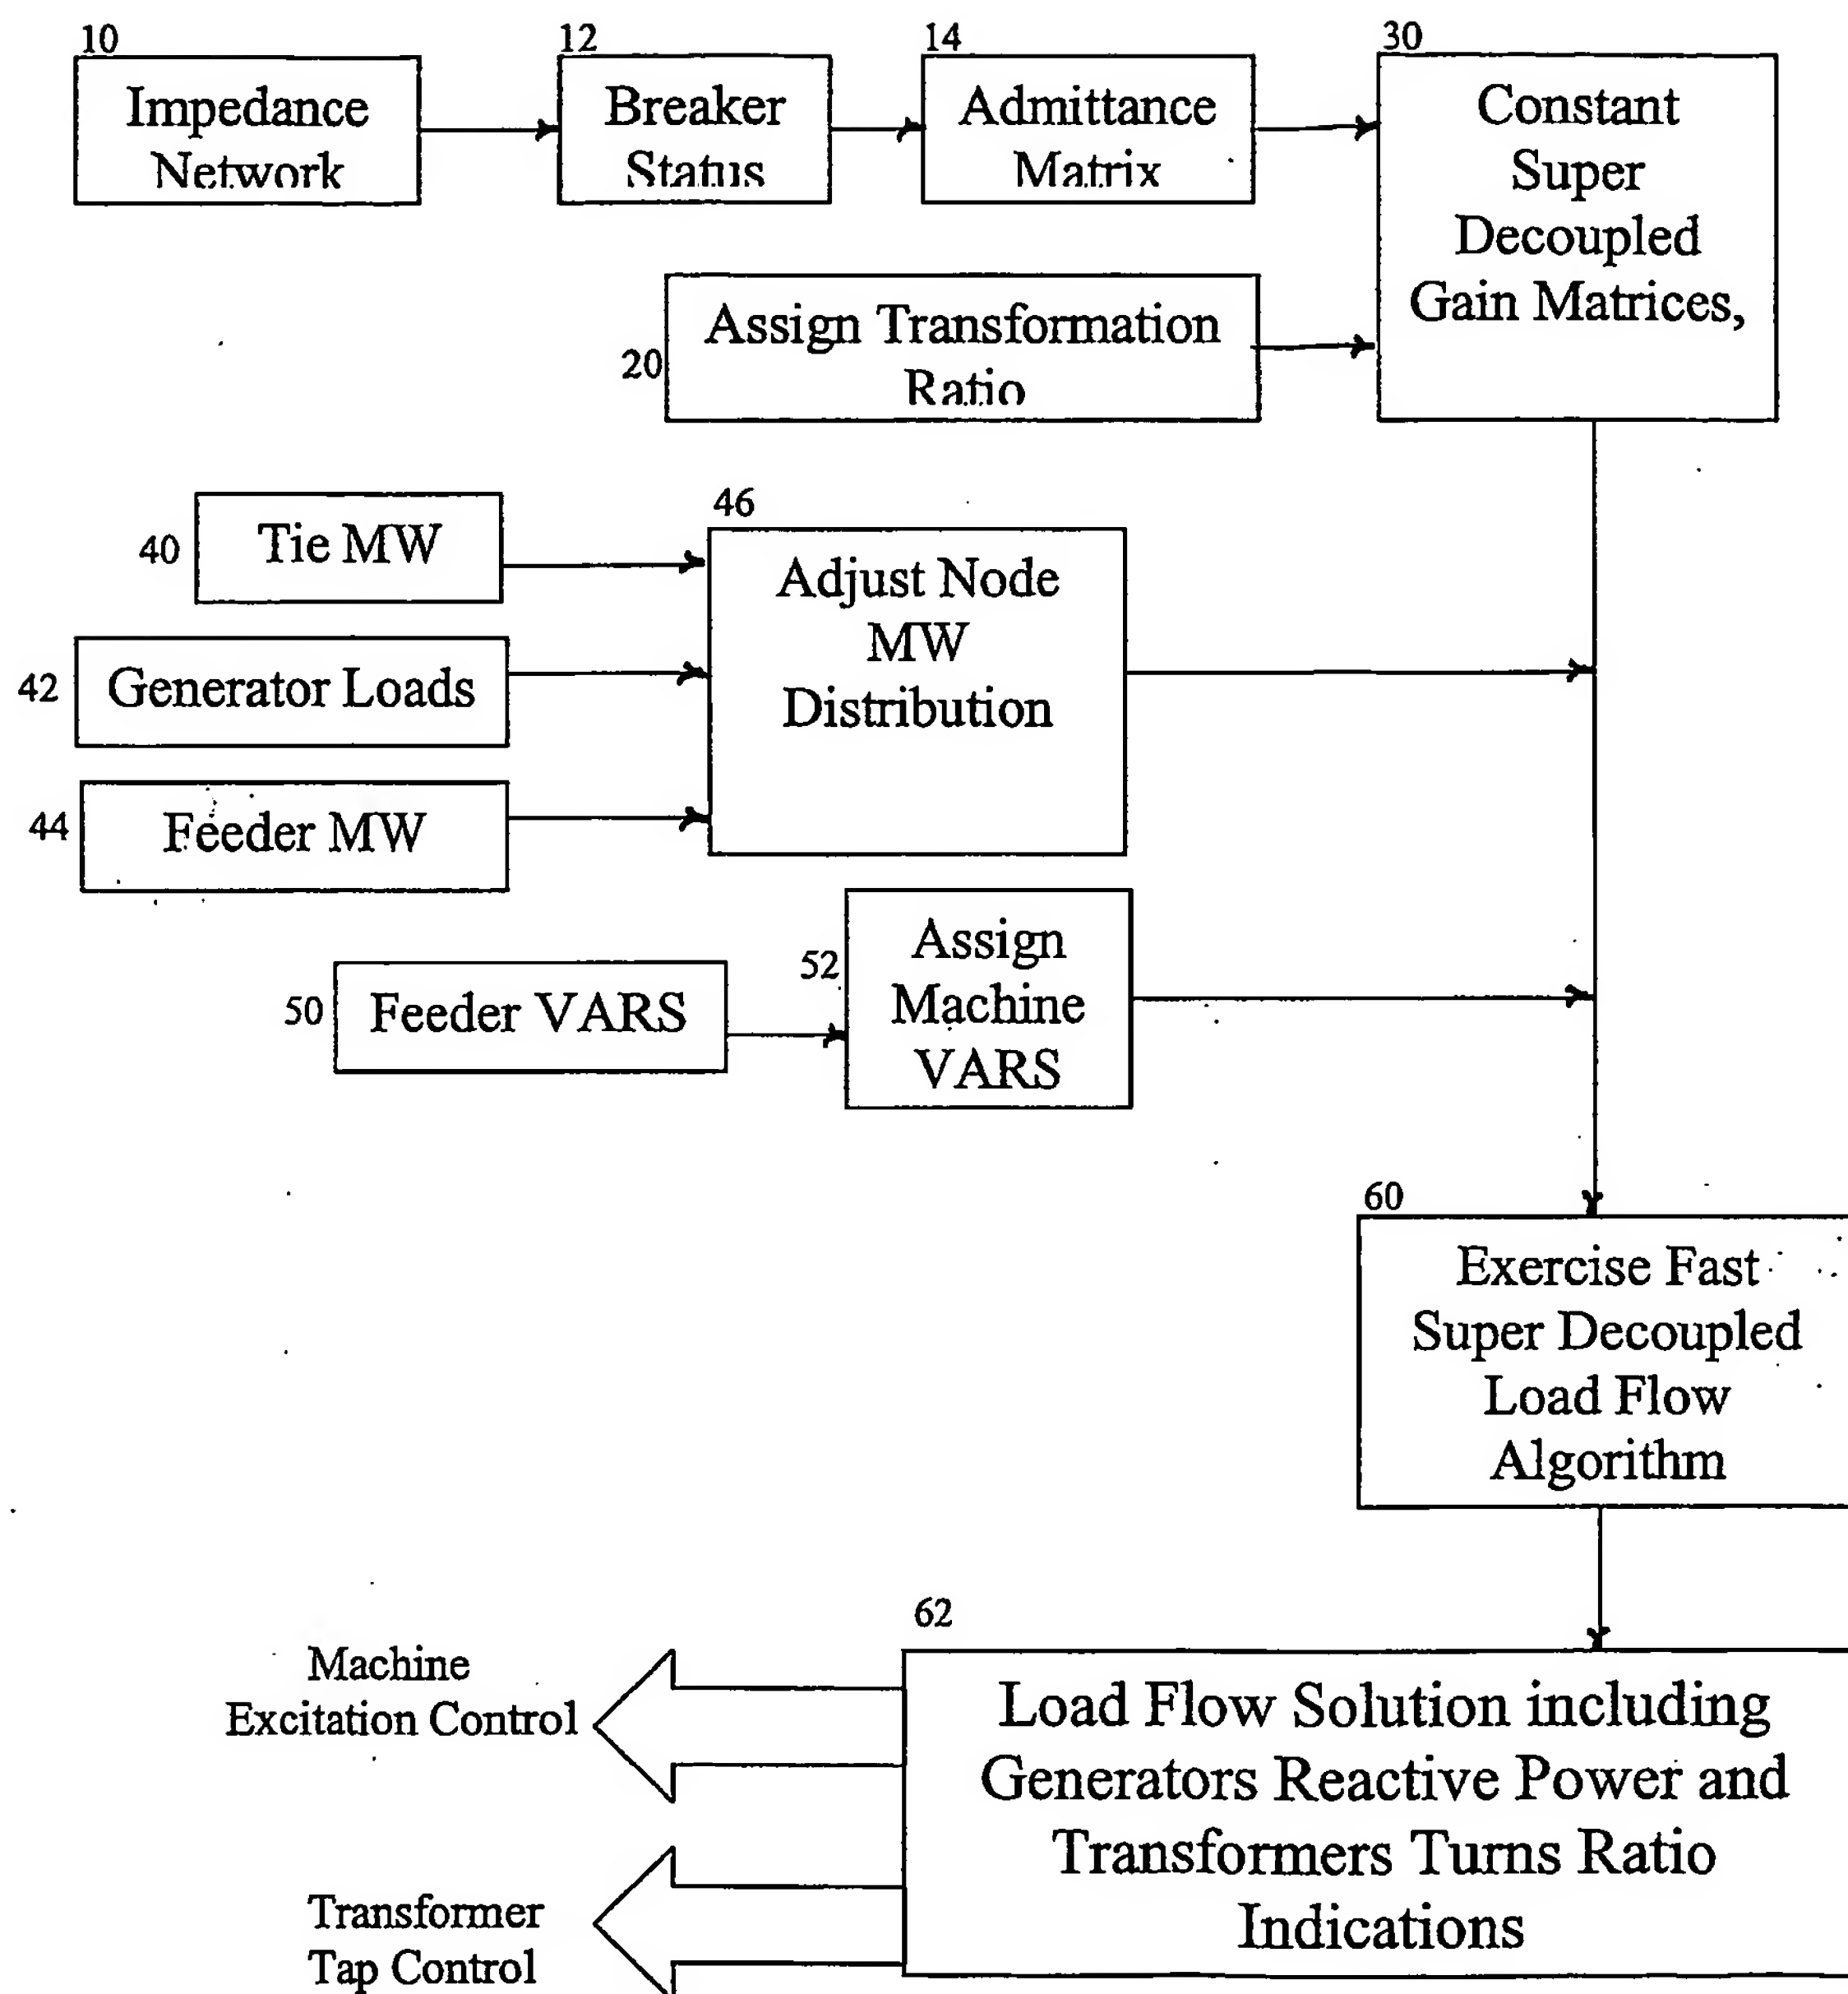 10
Impedance
Network
12
Breaker
Status
14
Admittance
Matrix
30
Constant
Super
Decoupled
Gain Matrices,
20
Assign Transformation
Ratio
40
Tie MW
42
Generator Loads
44
Feeder MW
46
Adjust Node
MW
Distribution
50
Feeder VARS
52
Assign
Machine
VARS
60
Exercise Fast
Super Decoupled
Load Flow
Algorithm
62
Load Flow Solution including
Generators Reactive Power and
Transformers Turns Ratio
Indications
Machine
Excitation Control
Transformer
Tap Control